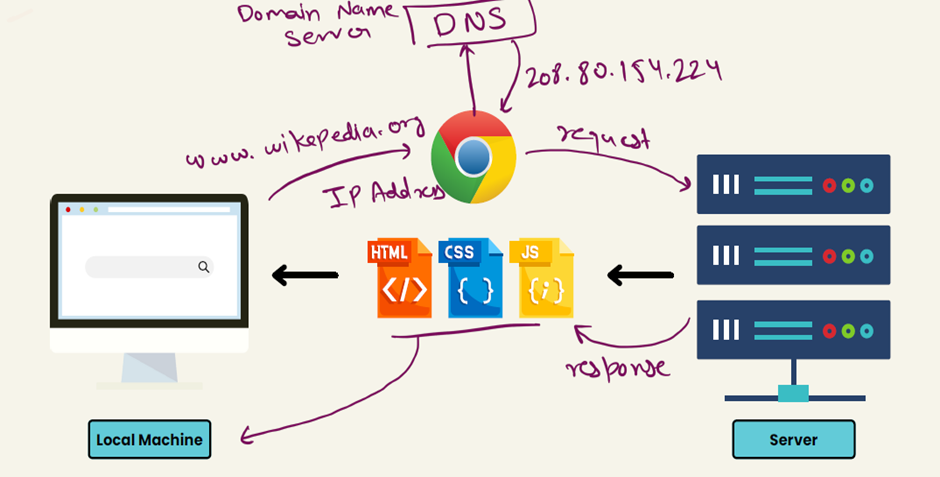 Domain Name
Server
DNS
208.80.154.224
www.wikepedia.org
IP Address
request
HTML
CSS
JS
</>
{ }
{;}
response
Local Machine
Server